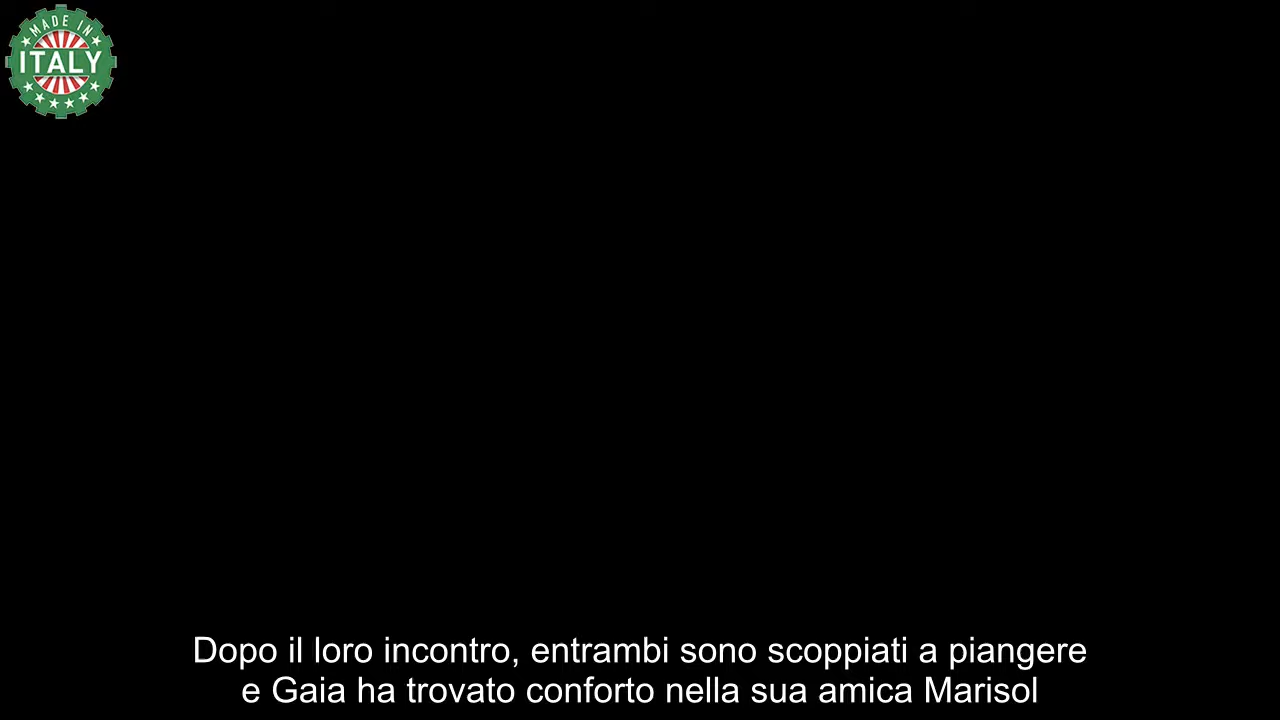 MADE IN
ITALY
Dopo il loro incontro, entrambi sono scoppiati a piangere
e Gaia ha trovato conforto nella sua amica Marisol